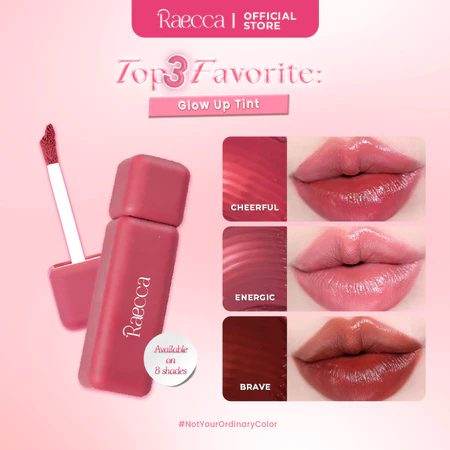 Raecca | OFFICIAL
STORE
Top 3 Favorite:
Glow Up Tint
CHEERFUL
ENERGIC
BRAVE
Raecca
Available
on
8 shades
#NotYourOrdinaryColor